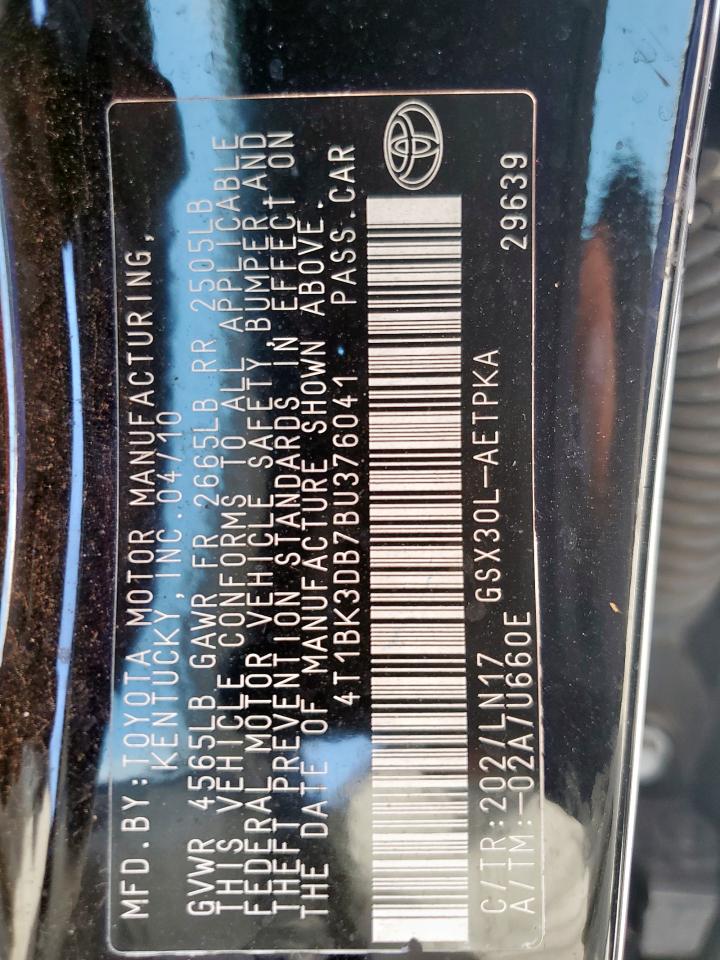 MFD.BY:TOYOTA MOTOR MANUFACTURING,
KENTUCKY,INC.04/10
GVWR 4565LB GAWR FR 2665LB RR 2505LB
THIS VEHICLE CONFORMS TO ALL APPLICABLE
FEDERAL MOTOR VEHICLE SAFETY, BUMPER,AND
THEFT PREVENTION STANDARDS IN EFFECT ON
THE DATE OF MANUFACTURE SHOWN ABOVE.
4T1BK3DB7BU376041 PASS.CAR
C/TR:202/LN17 GSX30L-AETPKA
A/TM:-02A/U660E 29639